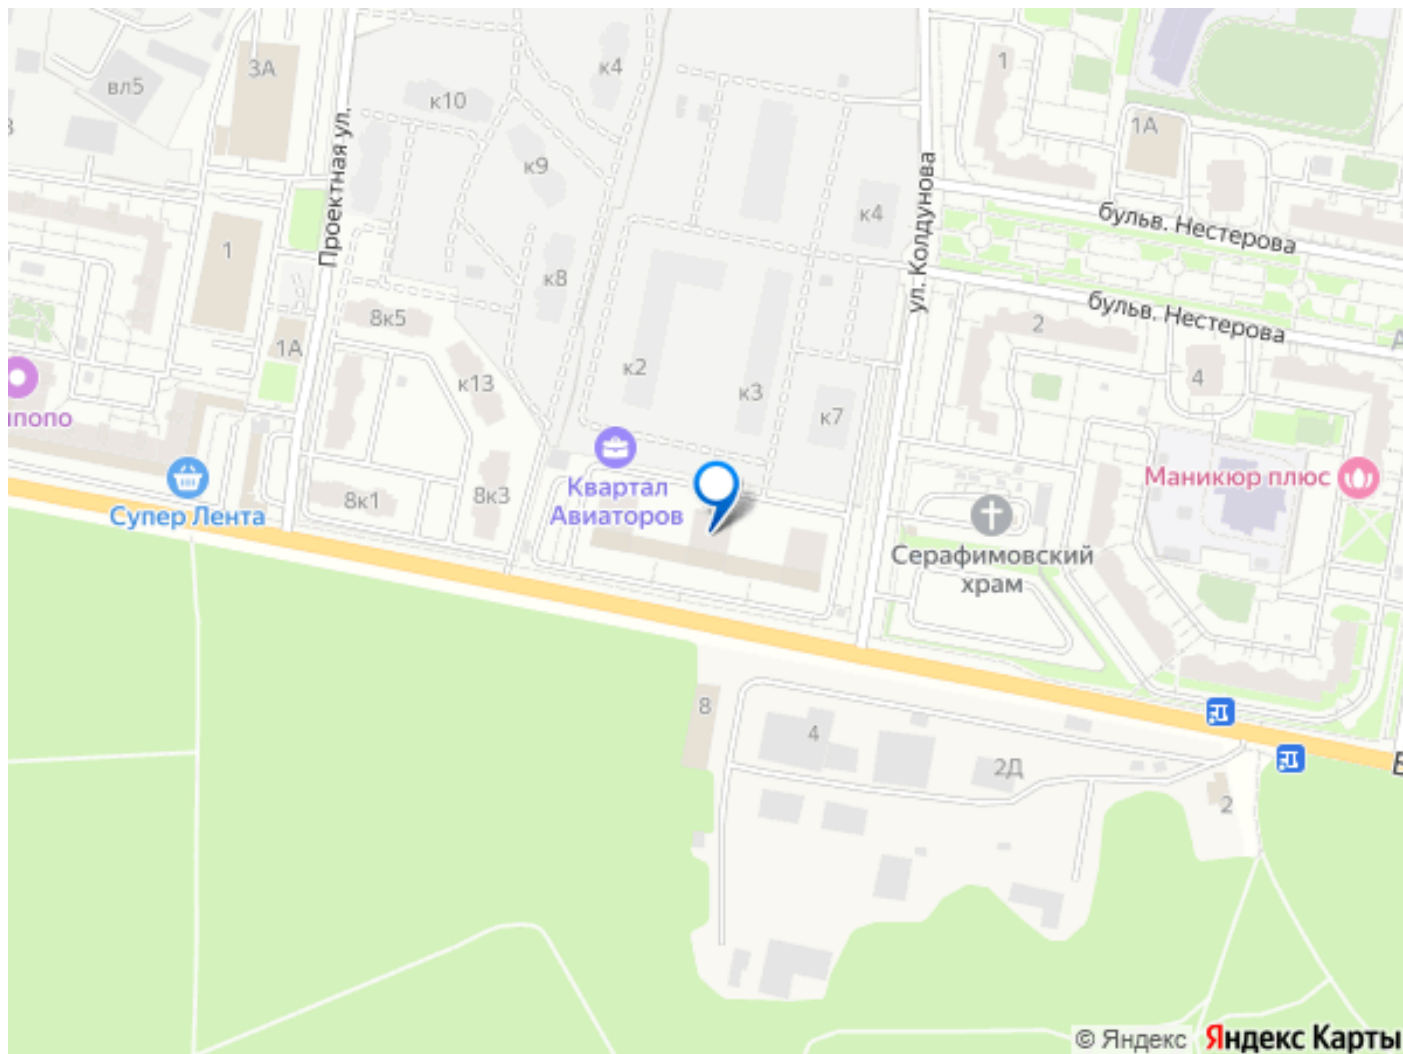 3А
к4
1
вл5
к10
1А
Проектная ул.
к9
ул. Колдунова
к4
бульв. Нестерова
1
к8
бульв. Нестерова
8к5
2
1А
к2
к13
к3
4
к7
Маникюр плюс
Квартал
Авиаторов
8к1
8к3
Супер Лента
Серафимовский
храм
8
4
2Д
2
© Яндекс Яндекс Карты